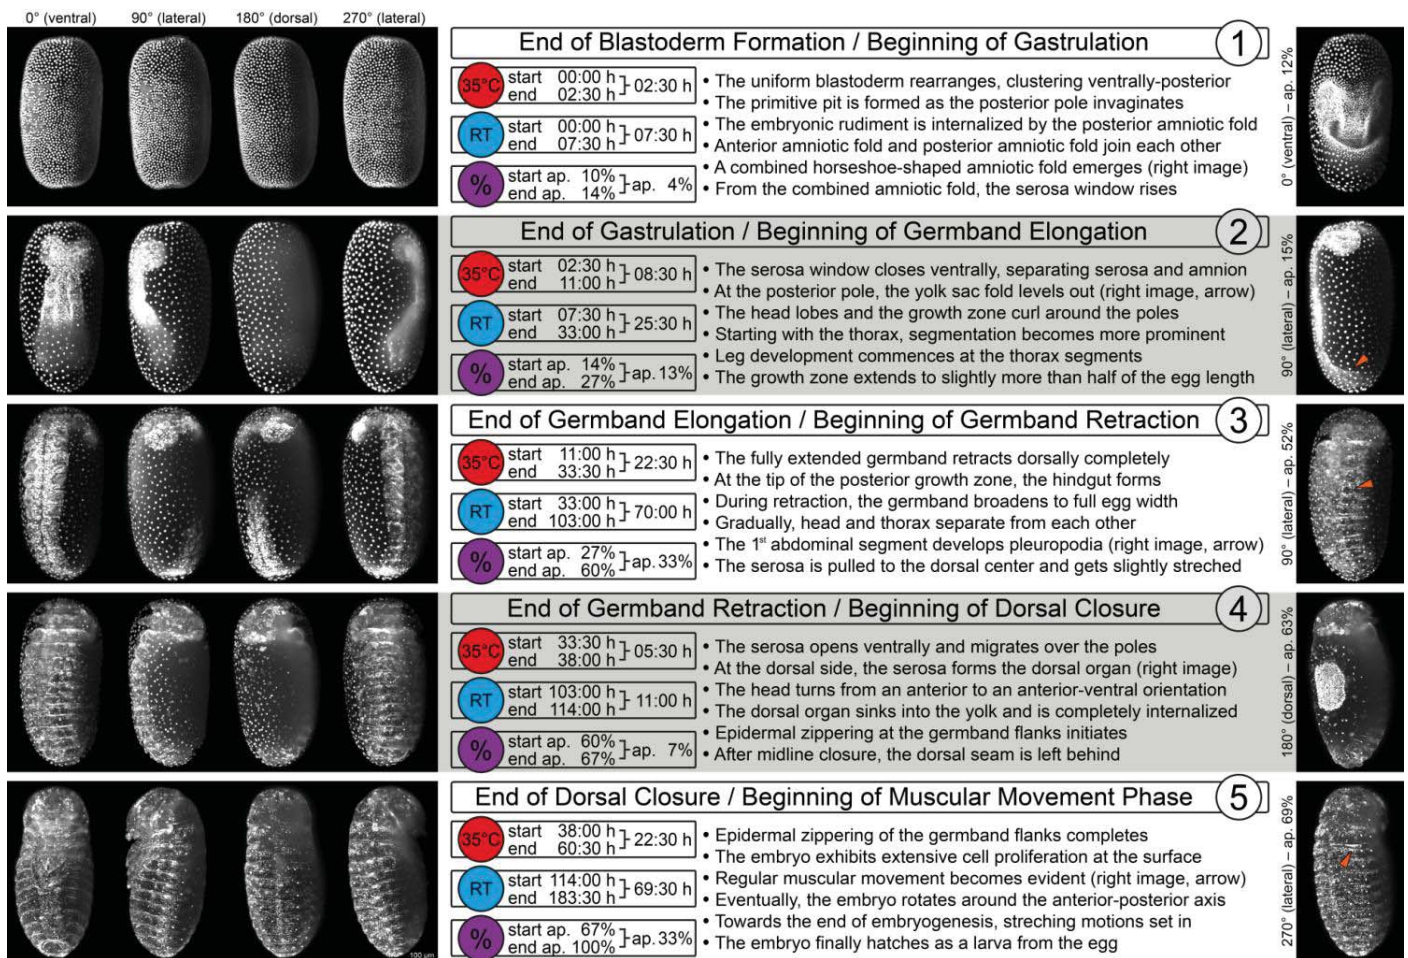 0° (ventral) 90° (lateral) 180° (dorsal) 270° (lateral)
End of Blastoderm Formation / Beginning of Gastrulation 1
35°C start 00:00 h end 02:30 h 02:30 h
RT start 00:00 h end 07:30 h 07:30 h
% start ap. 10% end ap. 14% ap. 4%
• The uniform blastoderm rearranges, clustering ventrally-posterior
• The primitive pit is formed as the posterior pole invaginates
• The embryonic rudiment is internalized by the posterior amniotic fold
• Anterior amniotic fold and posterior amniotic fold join each other
• A combined horseshoe-shaped amniotic fold emerges (right image)
• From the combined amniotic fold, the serosa window rises
0° (ventral) – ap. 12%
End of Gastrulation / Beginning of Germband Elongation 2
35°C start 02:30 h end 11:00 h 08:30 h
RT start 07:30 h end 33:00 h 25:30 h
% start ap. 14% end ap. 27% ap. 13%
• The serosa window closes ventrally, separating serosa and amnion
• At the posterior pole, the yolk sac fold levels out (right image, arrow)
• The head lobes and the growth zone curl around the poles
• Starting with the thorax, segmentation becomes more prominent
• Leg development commences at the thorax segments
• The growth zone extends to slightly more than half of the egg length
90° (lateral) – ap. 15%
End of Germband Elongation / Beginning of Germband Retraction 3
35°C start 11:00 h end 33:30 h 22:30 h
RT start 33:00 h end 103:00 h 70:00 h
% start ap. 27% end ap. 60% ap. 33%
• The fully extended germband retracts dorsally completely
• At the tip of the posterior growth zone, the hindgut forms
• During retraction, the germband broadens to full egg width
• Gradually, head and thorax separate from each other
• The 1st abdominal segment develops pleuropodia (right image, arrow)
• The serosa is pulled to the dorsal center and gets slightly streched
90° (lateral) – ap. 52%
End of Germband Retraction / Beginning of Dorsal Closure 4
35°C start 33:30 h end 38:00 h 05:30 h
RT start 103:00 h end 114:00 h 11:00 h
% start ap. 60% end ap. 67% ap. 7%
• The serosa opens ventrally and migrates over the poles
• At the dorsal side, the serosa forms the dorsal organ (right image)
• The head turns from an anterior to an anterior-ventral orientation
• The dorsal organ sinks into the yolk and is completely internalized
• Epidermal zippering at the germband flanks initiates
• After midline closure, the dorsal seam is left behind
180° (dorsal) – ap. 63%
End of Dorsal Closure / Beginning of Muscular Movement Phase 5
35°C start 38:00 h end 60:30 h 22:30 h
RT start 114:00 h end 183:30 h 69:30 h
% start ap. 67% end ap. 100% ap. 33%
• Epidermal zippering of the germband flanks completes
• The embryo exhibits extensive cell proliferation at the surface
• Regular muscular movement becomes evident (right image, arrow)
• Eventually, the embryo rotates around the anterior-posterior axis
• Towards the end of embryogenesis, streching motions set in
• The embryo finally hatches as a larva from the egg
270° (lateral) – ap. 69%
100 µm